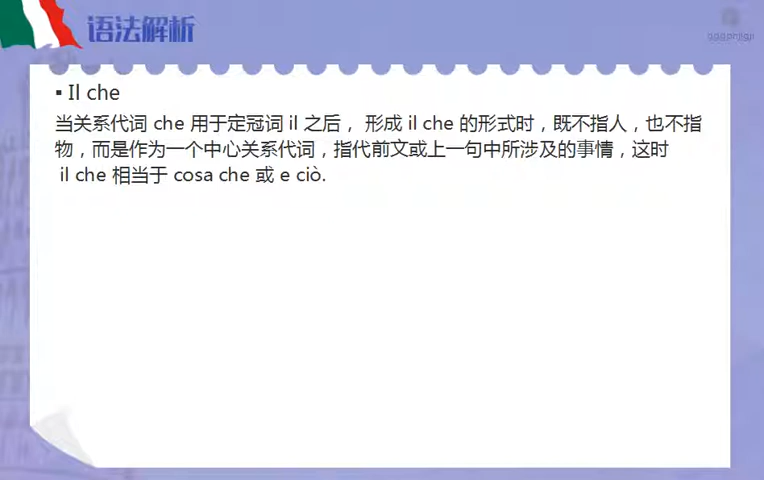 语法解析
▪ Il che
当关系代词 che 用于定冠词 il 之后， 形成 il che 的形式时，既不指人，也不指
物，而是作为一个中心关系代词，指代前文或上一句中所涉及的事情，这时
il che 相当于 cosa che 或 e ciò.